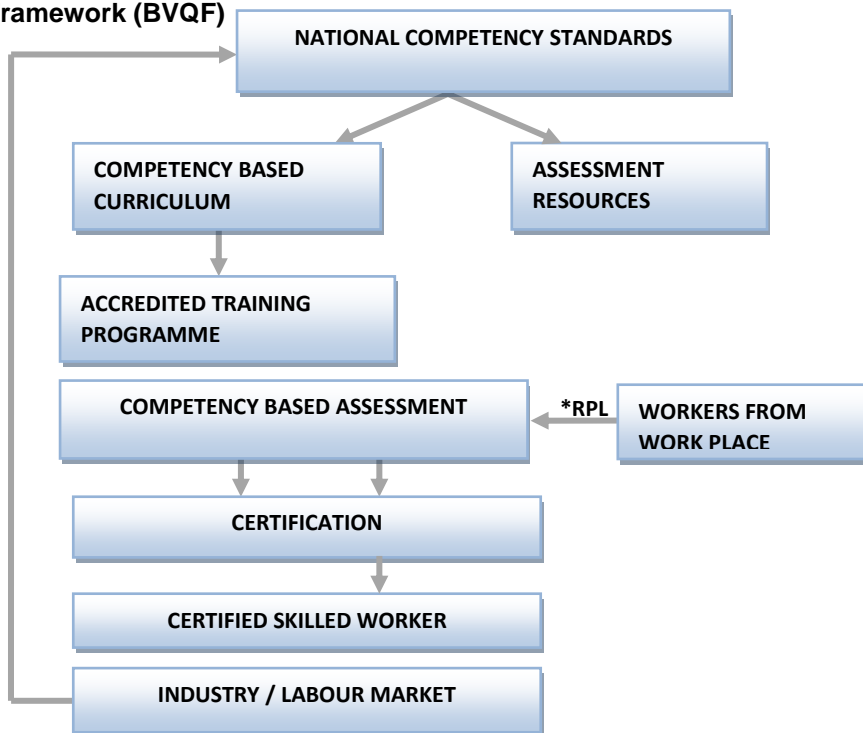 ramework (BVQF)
NATIONAL COMPETENCY STANDARDS
COMPETENCY BASED
CURRICULUM
ASSESSMENT
RESOURCES
ACCREDITED TRAINING
PROGRAMME
COMPETENCY BASED ASSESSMENT
*RPL
WORKERS FROM
WORK PLACE
CERTIFICATION
CERTIFIED SKILLED WORKER
INDUSTRY / LABOUR MARKET